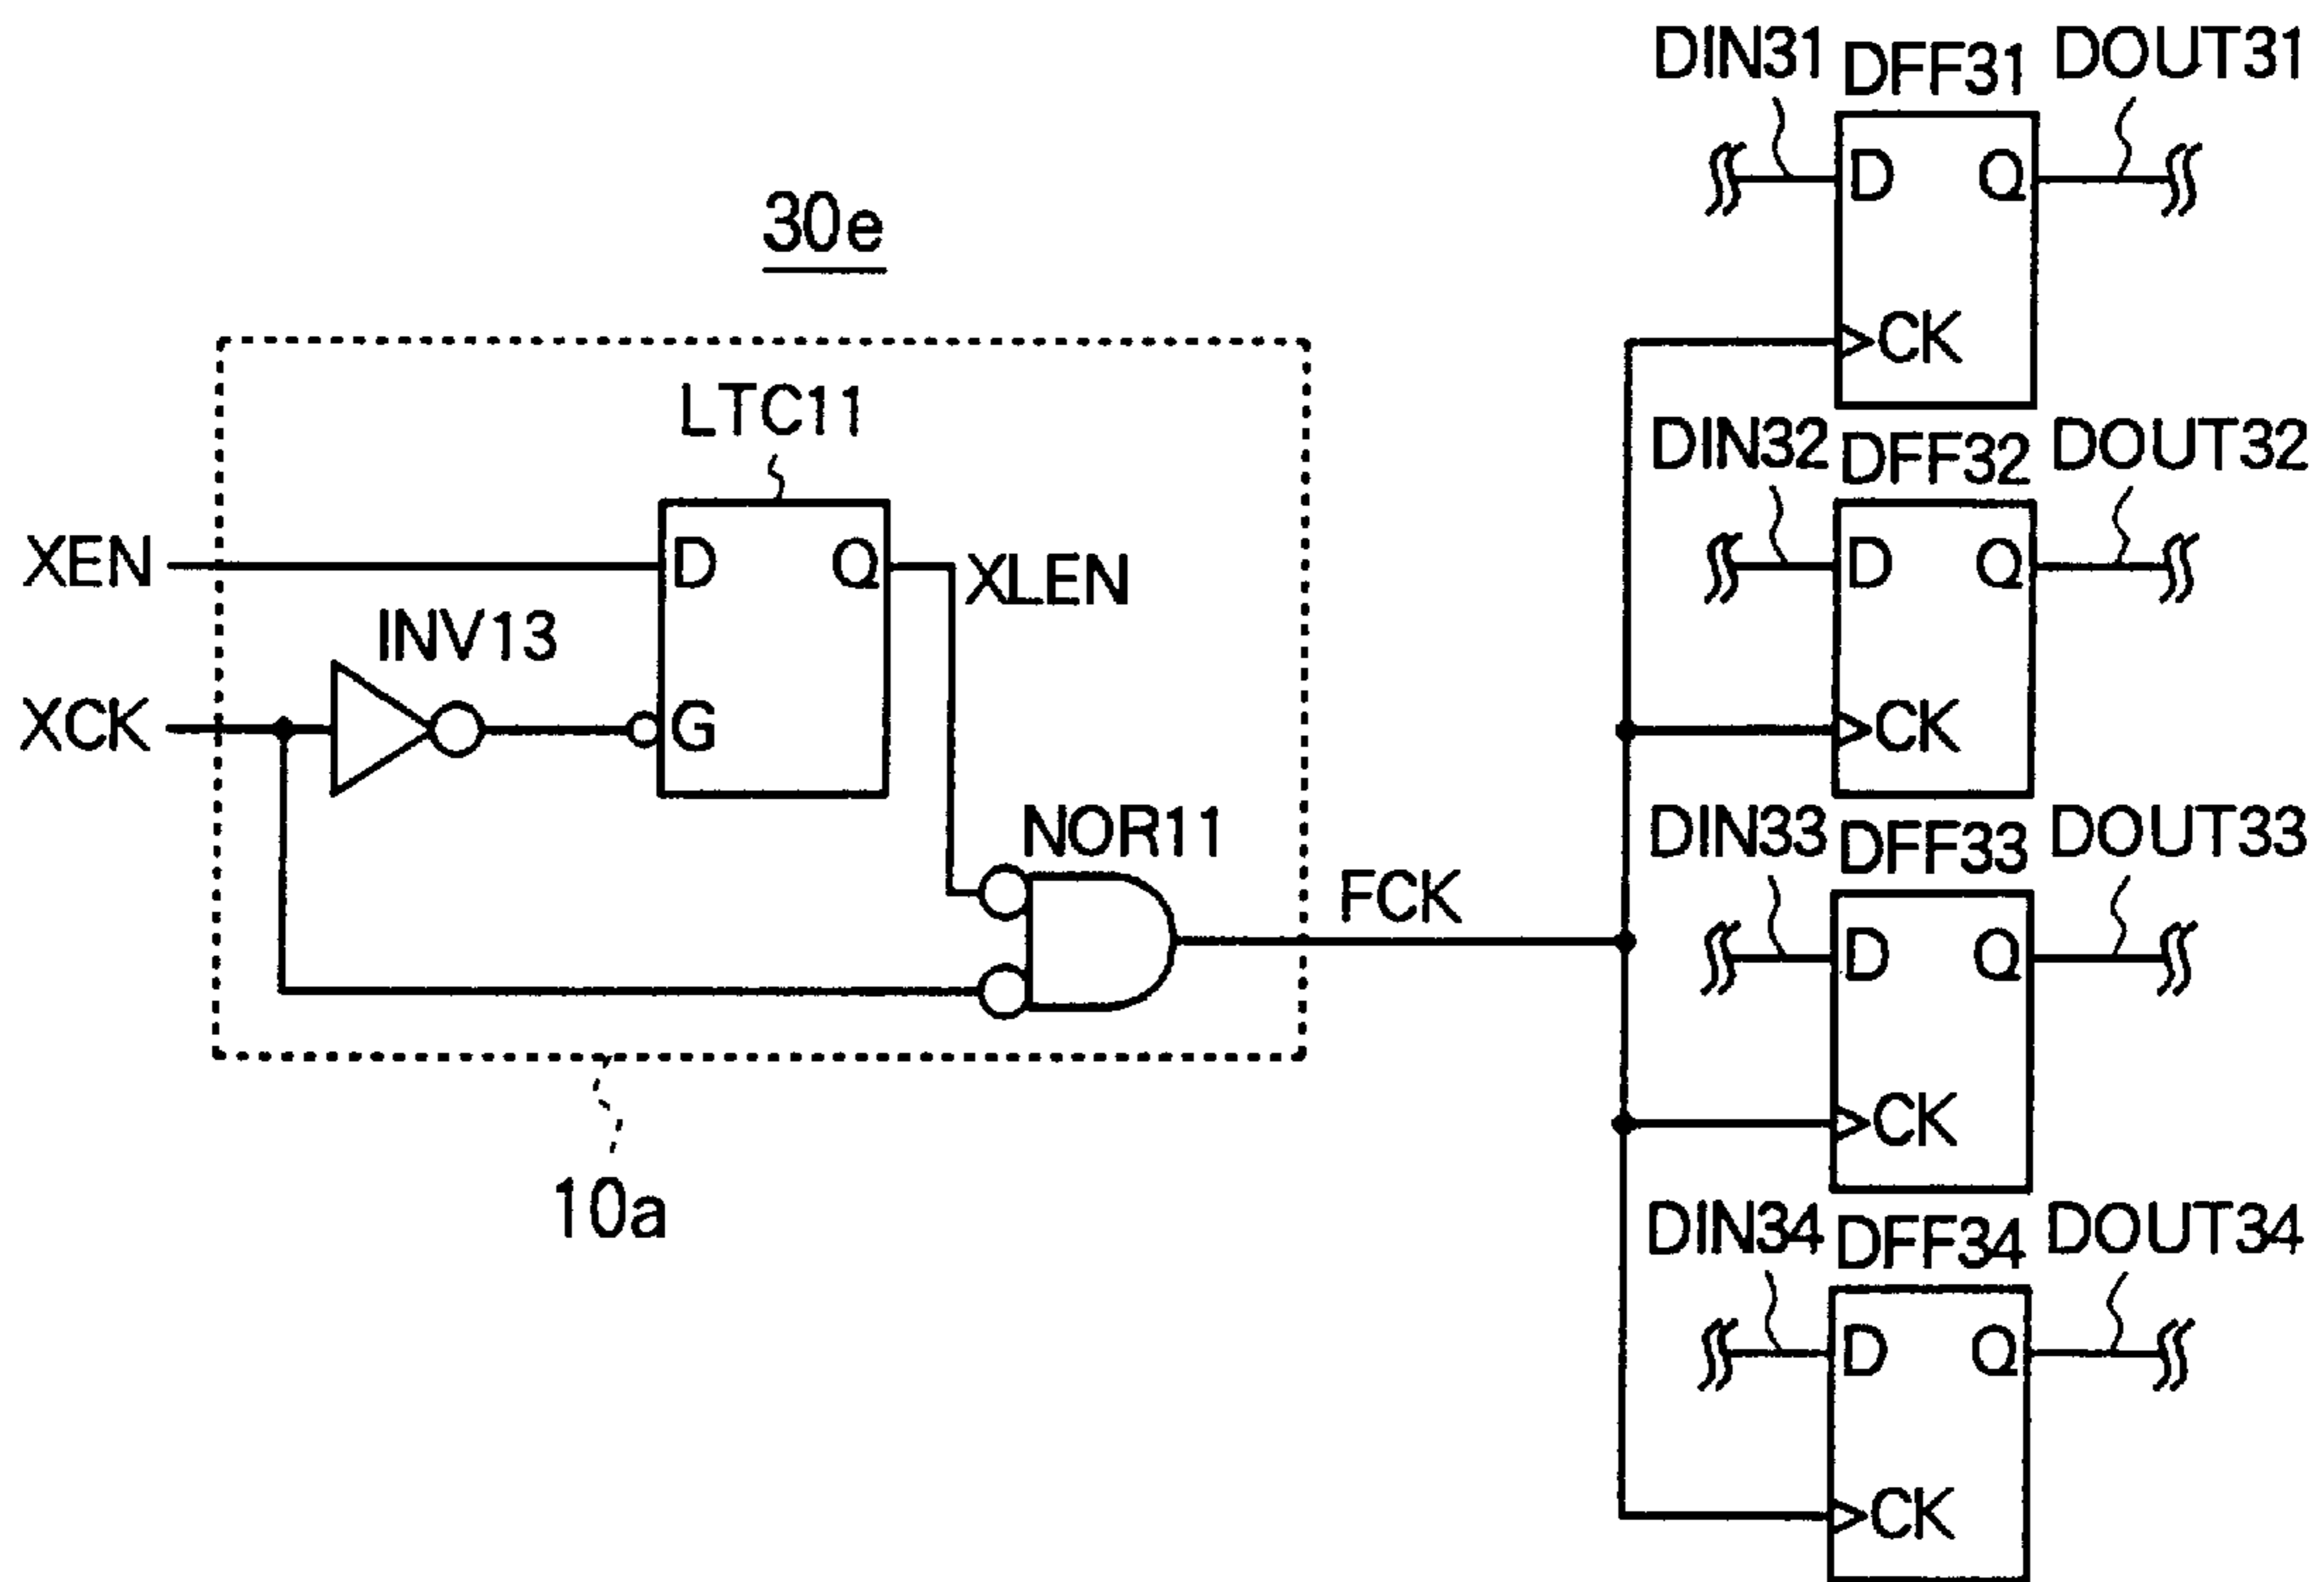 30e
LTC11
XEN
D
Q
XLEN
INV13
XCK
G
NOR11
FCK
10a
DIN31
DFF31
DOUT31
D
Q
CK
DIN32
DFF32
DOUT32
D
Q
CK
DIN33
DFF33
DOUT33
D
Q
CK
DIN34
DFF34
DOUT34
D
Q
CK